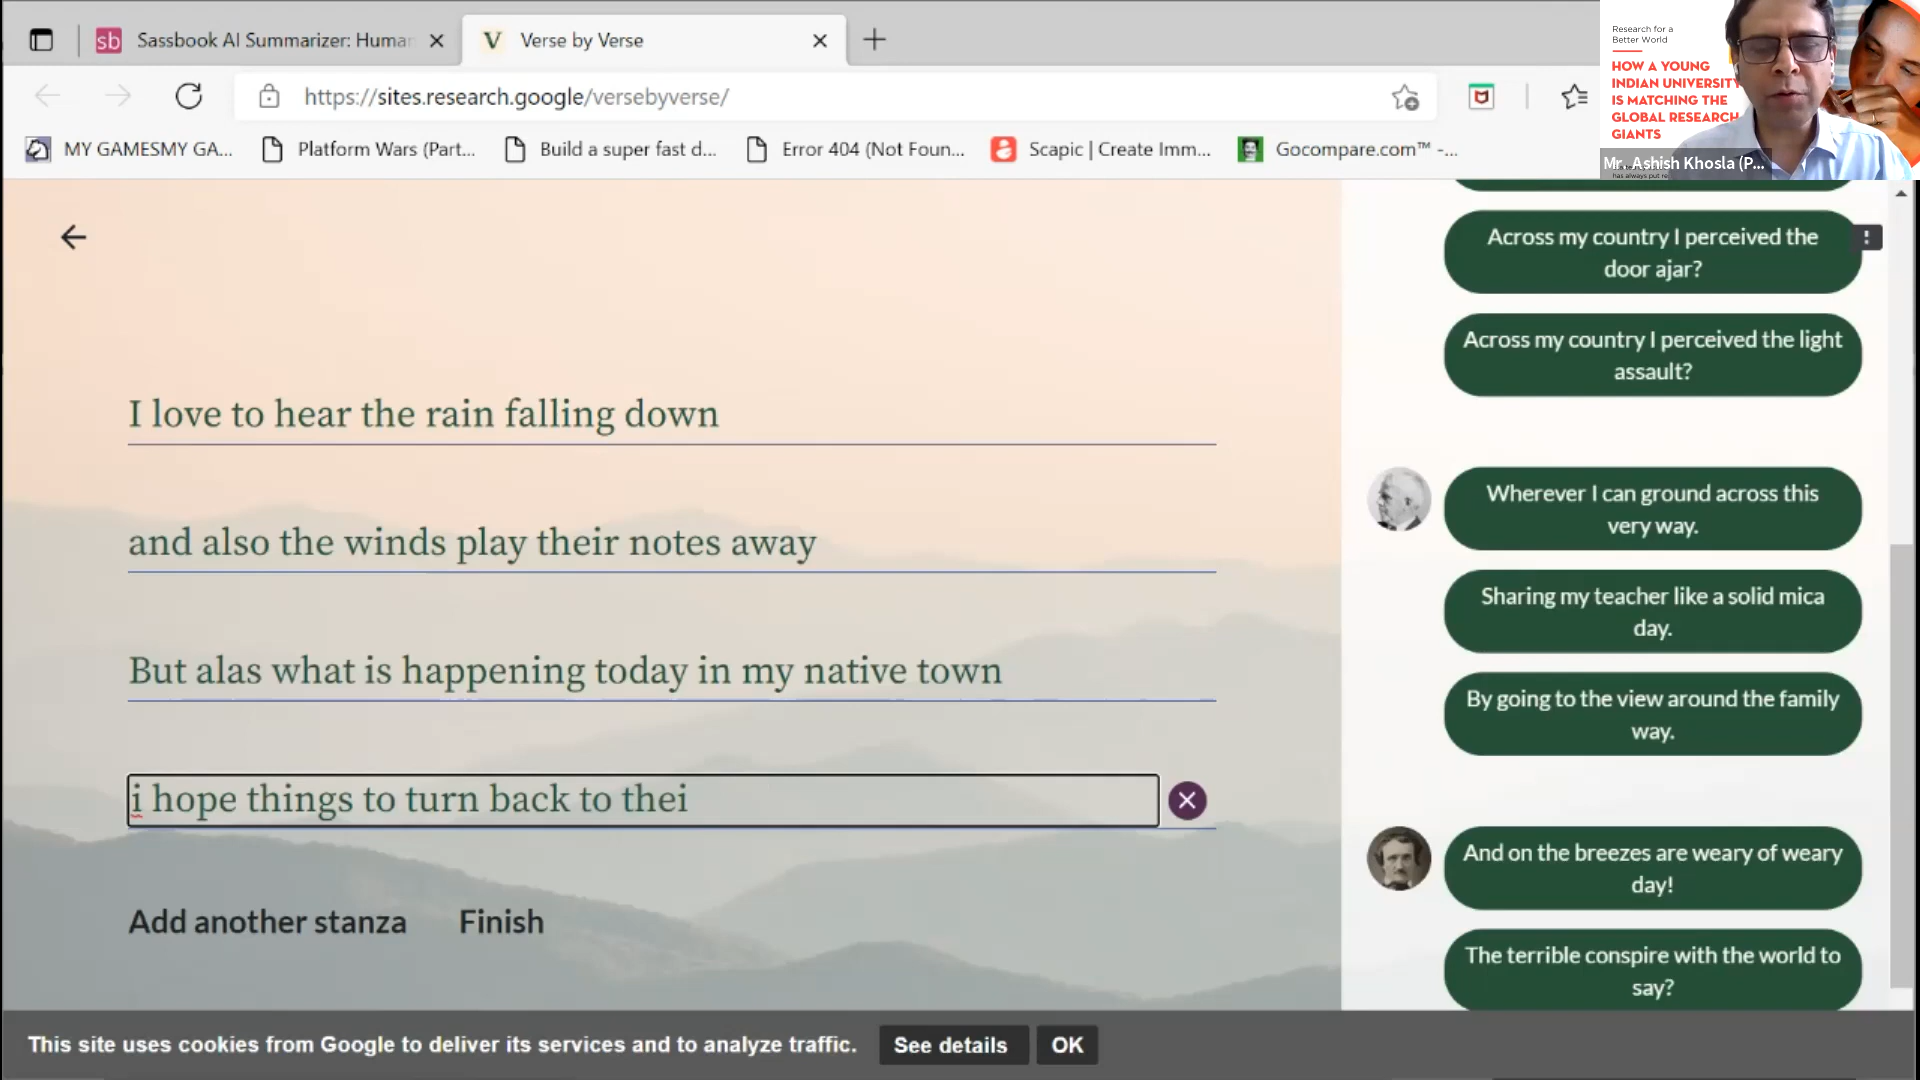 sb Sassbook AI Summarizer: Human
V Verse by Verse
https://sites.research.google/versebyverse/
MY GAMESMY GA...
Platform Wars (Part...
Build a super fast d...
Error 404 (Not Foun...
Scapic | Create Imm...
Gocompare.com™ -...
Research for a
Better World
HOW A YOUNG
INDIAN UNIVERSITY
IS MATCHING THE
GLOBAL RESEARCH
GIANTS
Mr. Ashish Khosla (P...
has always put re
I love to hear the rain falling down
and also the winds play their notes away
But alas what is happening today in my native town
i hope things to turn back to thei
Add another stanza
Finish
Across my country I perceived the
door ajar?
Across my country I perceived the light
assault?
Wherever I can ground across this
very way.
Sharing my teacher like a solid mica
day.
By going to the view around the family
way.
And on the breezes are weary of weary
day!
The terrible conspire with the world to
say?
This site uses cookies from Google to deliver its services and to analyze traffic.
See details
OK